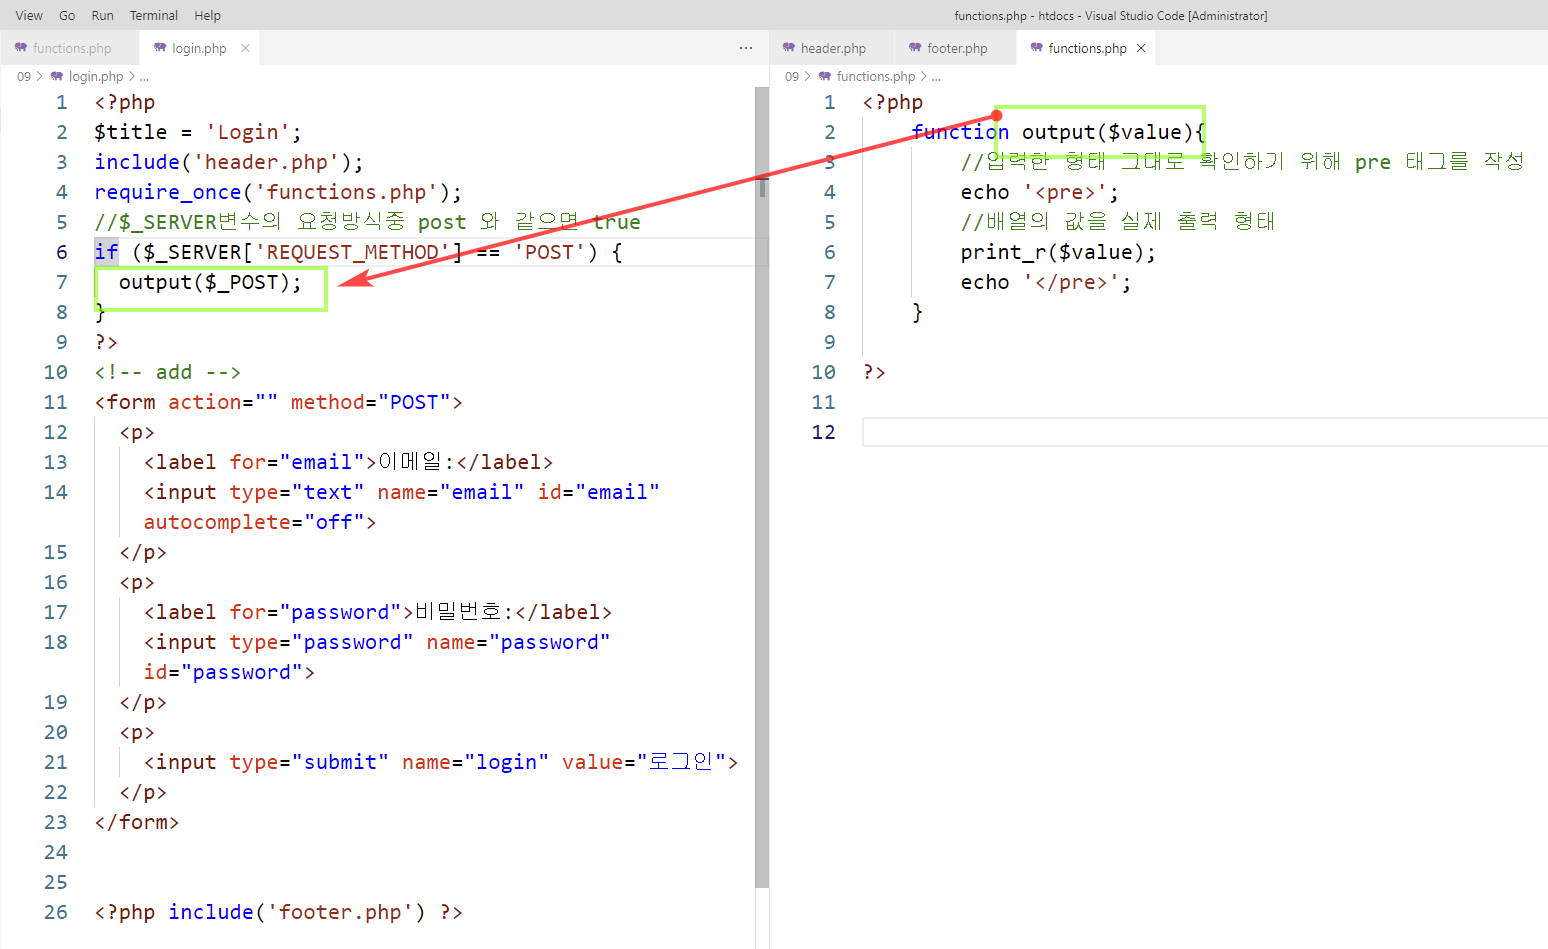 View Go Run Terminal Help
functions.php - htdocs - Visual Studio Code [Administrator]
functions.php login.php × ···
09 > login.php > ...
1 <?php
2 $title = 'Login';
3 include('header.php');
4 require_once('functions.php');
5 //$_SERVER변수의 요청방식중 post 와 같으면 true
6 if ($_SERVER['REQUEST_METHOD'] == 'POST') {
7 output($_POST);
8 }
9 ?>
10 <!-- add -->
11 <form action="" method="POST">
12 <p>
13 <label for="email">이메일:</label>
14 <input type="text" name="email" id="email"
autocomplete="off">
15 </p>
16 <p>
17 <label for="password">비밀번호:</label>
18 <input type="password" name="password"
id="password">
19 </p>
20 <p>
21 <input type="submit" name="login" value="로그인">
22 </p>
23 </form>
24
25
26 <?php include('footer.php') ?>
header.php footer.php functions.php ×
09 > functions.php > ...
1 <?php
2 function output($value){
3 //입력한 형태 그대로 확인하기 위해 pre 태그를 작성
4 echo '<pre>';
5 //배열의 값을 실제 출력 형태
6 print_r($value);
7 echo '</pre>';
8 }
9
10 ?>
11
12